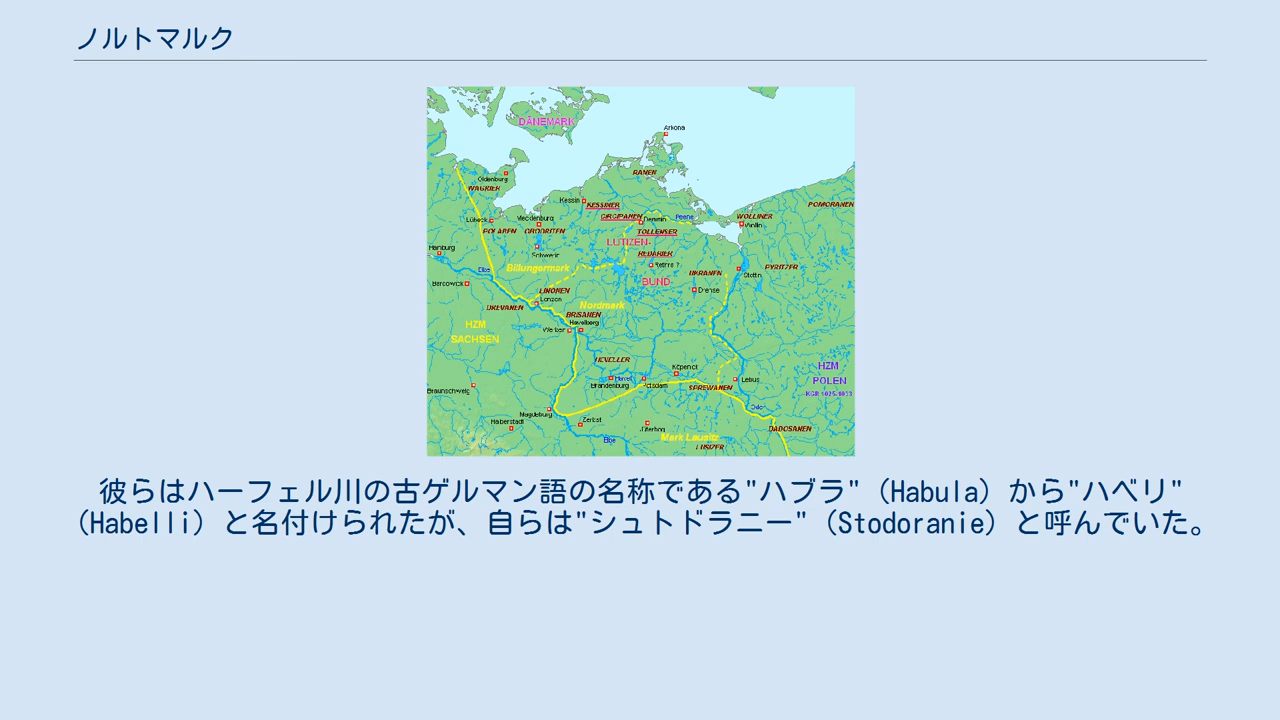 ノルトマルク
DÄNEMARK
Arkona
Oldenburg
WAGRIER
RANEN
Kessin
KESSINER
POMORANEN
Lübeck
Mecklenburg
CIRCIPANEN
Demmin
Peene
WOLLINER
Wollin
POLABEN
OBODRITEN
TOLLENSER
Hamburg
Schwerin
LUTIZEN-
REDARIER
Elbe
Billungermark
Rethra ?
UKRANEN
Stettin
PYRITZER
Bardowick
BUND
LINONEN
Drense
Lenzen
DREVANEN
Nordmark
BRISANEN
HZM
SACHSEN
Havelberg
HEVELLER
Köpenick
HZM
POLEN
KGR 1025-1033
Brandenburg
Havel
Potsdam
SPREWANEN
Lebus
Braunschweig
Magdeburg
Zerbst
Oder
Halberstadt
Jüterbog
DADOSANEN
Elbe
Mark Lausitz
LUSIZER
彼らはハーフェル川の古ゲルマン語の名称である"ハブラ"（Habula）から"ハベリ"
（Habelli）と名付けられたが、自らは"シュトドラニー"（Stodoranie）と呼んでいた。